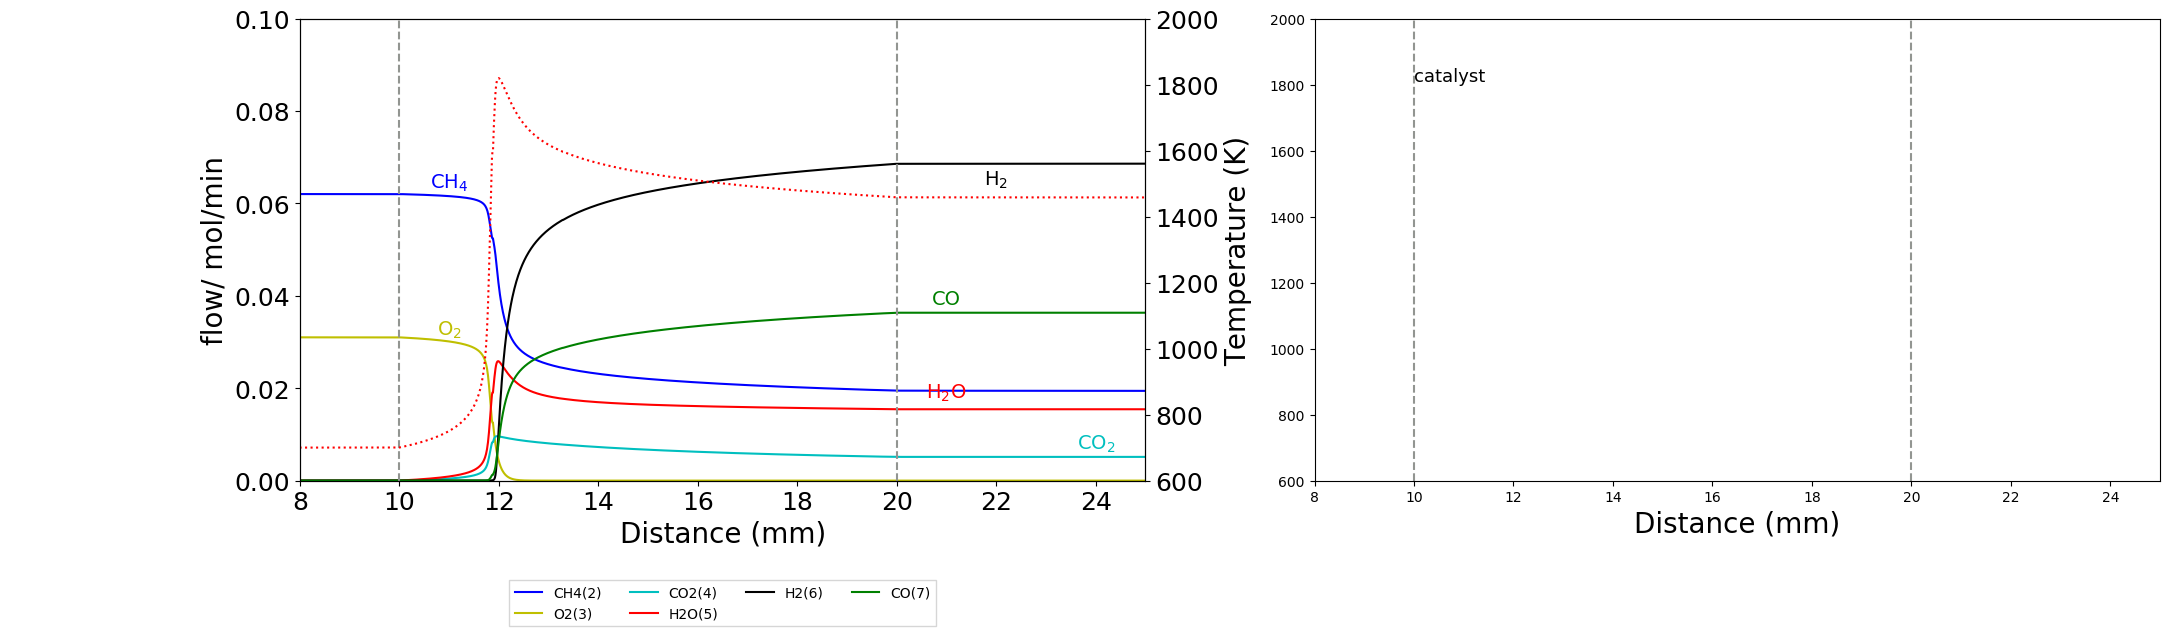 flow/ mol/min
0.10
0.08
0.06
0.04
0.02
0.00
CH₄
O₂
H₂
CO
H₂O
CO₂
2000
1800
1600
1400
1200
1000
800
600
Temperature (K)
8 10 12 14 16 18 20 22 24
Distance (mm)
CH4(2) CO2(4) H2(6) CO(7)
O2(3) H2O(5)
2000
1800
1600
1400
1200
1000
800
600
catalyst
8 10 12 14 16 18 20 22 24
Distance (mm)